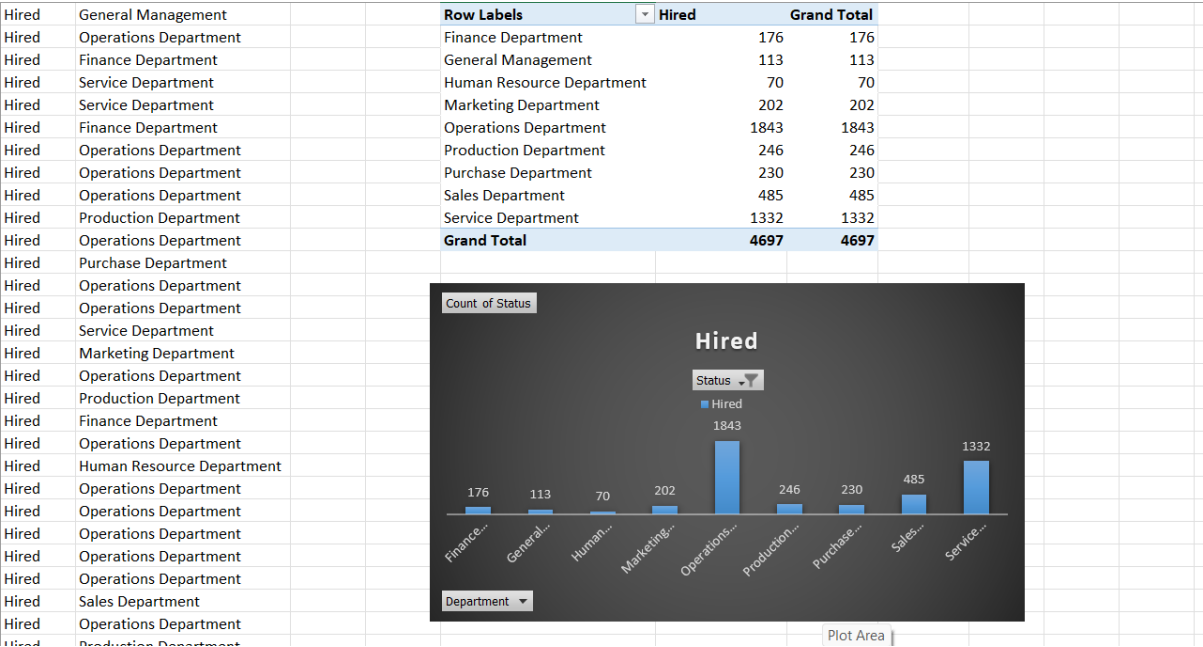 Hired General Management
Hired Operations Department
Hired Finance Department
Hired Service Department
Hired Service Department
Hired Finance Department
Hired Operations Department
Hired Operations Department
Hired Operations Department
Hired Production Department
Hired Operations Department
Hired Purchase Department
Hired Operations Department
Hired Operations Department
Hired Service Department
Hired Marketing Department
Hired Operations Department
Hired Production Department
Hired Finance Department
Hired Operations Department
Hired Human Resource Department
Hired Operations Department
Hired Operations Department
Hired Operations Department
Hired Operations Department
Hired Operations Department
Hired Sales Department
Hired Operations Department
Hired Production Department
Row Labels Hired Grand Total
Finance Department 176 176
General Management 113 113
Human Resource Department 70 70
Marketing Department 202 202
Operations Department 1843 1843
Production Department 246 246
Purchase Department 230 230
Sales Department 485 485
Service Department 1332 1332
Grand Total 4697 4697
Count of Status
Hired
Status
Hired
176 113 70 202 1843 246 230 485 1332
Finance... General... Human... Marketing... Operations... Production... Purchase... Sales... Service...
Department
Plot Area